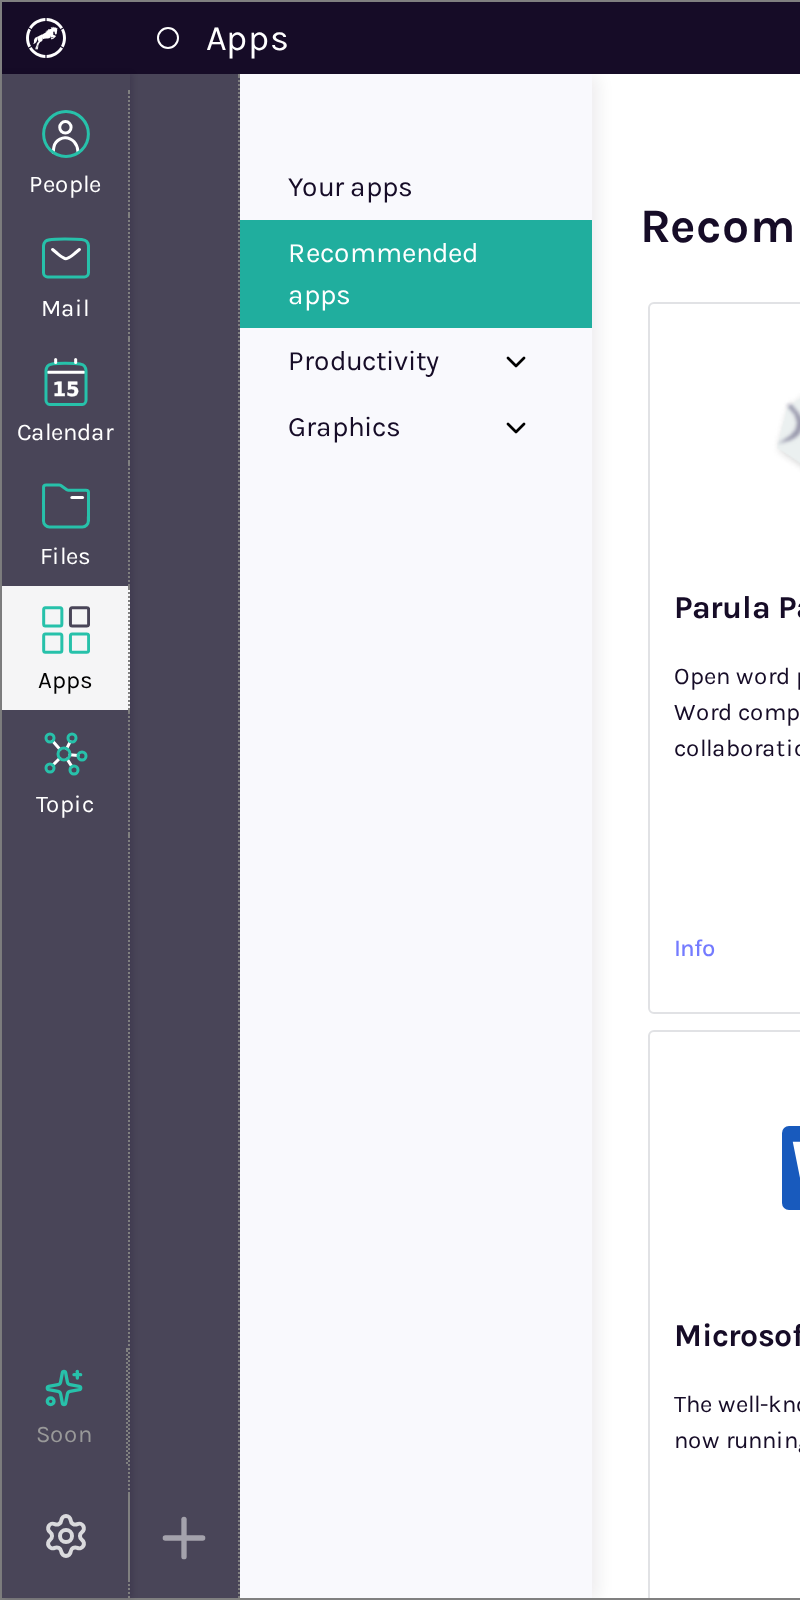 Apps
People
Mail
15
Calendar
Files
Apps
Topic
Soon
Your apps
Recommended
apps
Productivity
Graphics
Recom
Parula
Open word
Word comp
collaboratio
Info
Microsof
The well-kno
now running